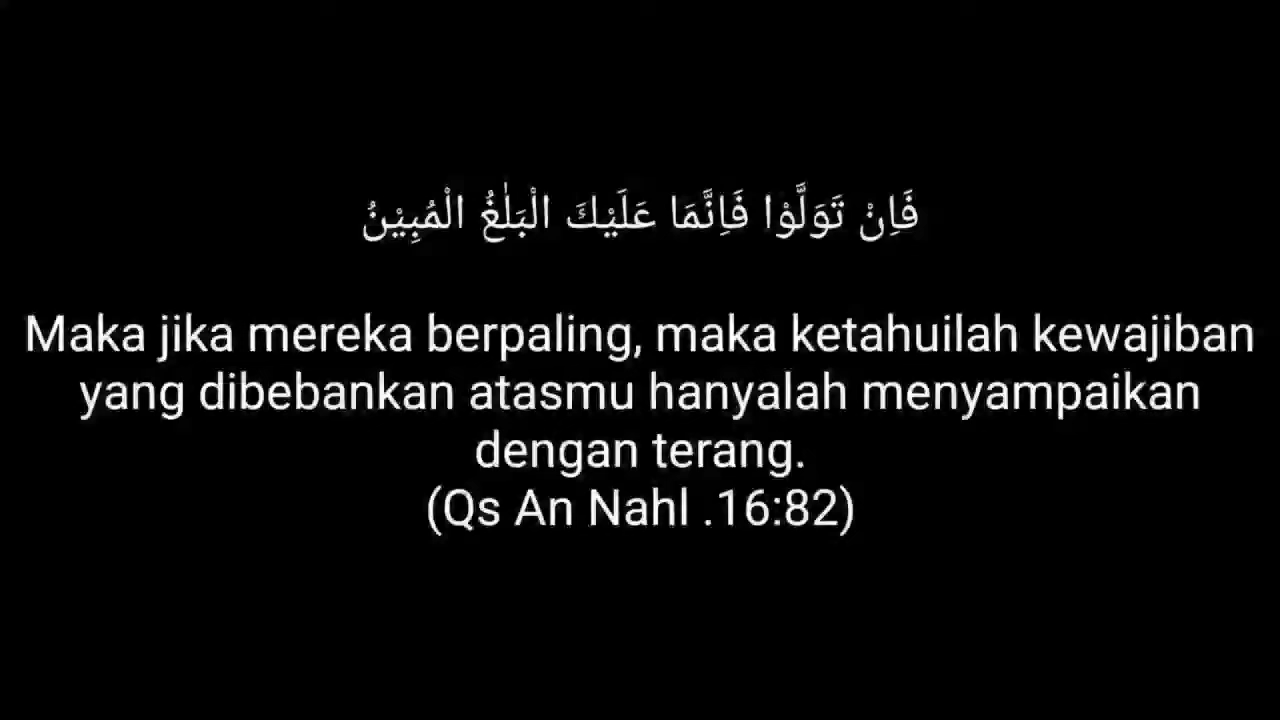 فَاِنْ تَوَلَّوْا فَاِنَّمَا عَلَيْكَ الْبَلٰغُ الْمُبِيْنُ
Maka jika mereka berpaling, maka ketahuilah kewajiban
yang dibebankan atasmu hanyalah menyampaikan
dengan terang.
(Qs An Nahl .16:82)